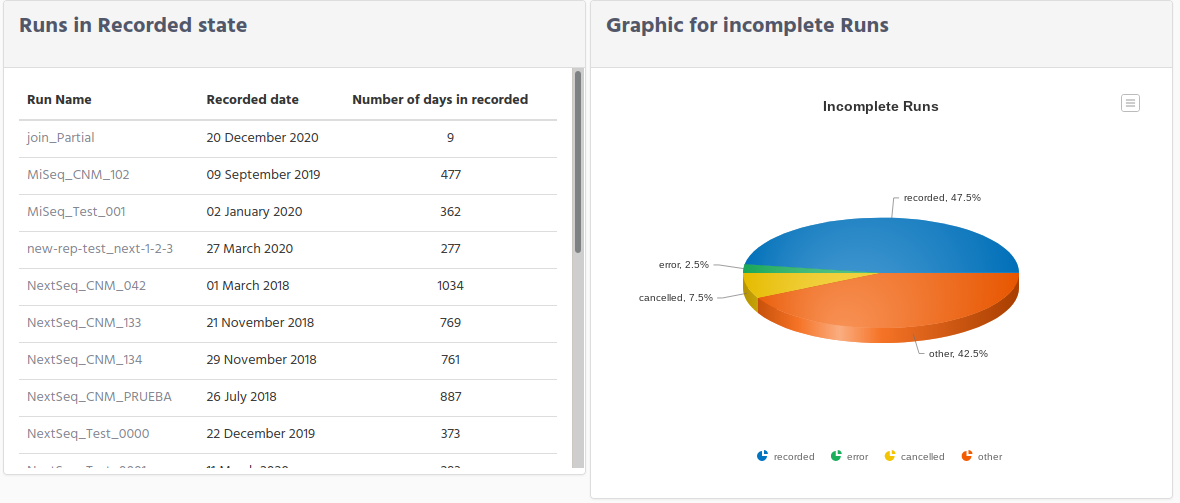 Runs in Recorded state
Run Name Recorded date Number of days in recorded
join_Partial 20 December 2020 9
MiSeq_CNM_102 09 September 2019 477
MiSeq_Test_001 02 January 2020 362
new-rep-test_next-1-2-3 27 March 2020 277
NextSeq_CNM_042 01 March 2018 1034
NextSeq_CNM_133 21 November 2018 769
NextSeq_CNM_134 29 November 2018 761
NextSeq_CNM_PRUEBA 26 July 2018 887
NextSeq_Test_0000 22 December 2019 373
Graphic for incomplete Runs
Incomplete Runs
recorded, 47.5%
error, 2.5%
cancelled, 7.5%
other, 42.5%
recorded error cancelled other